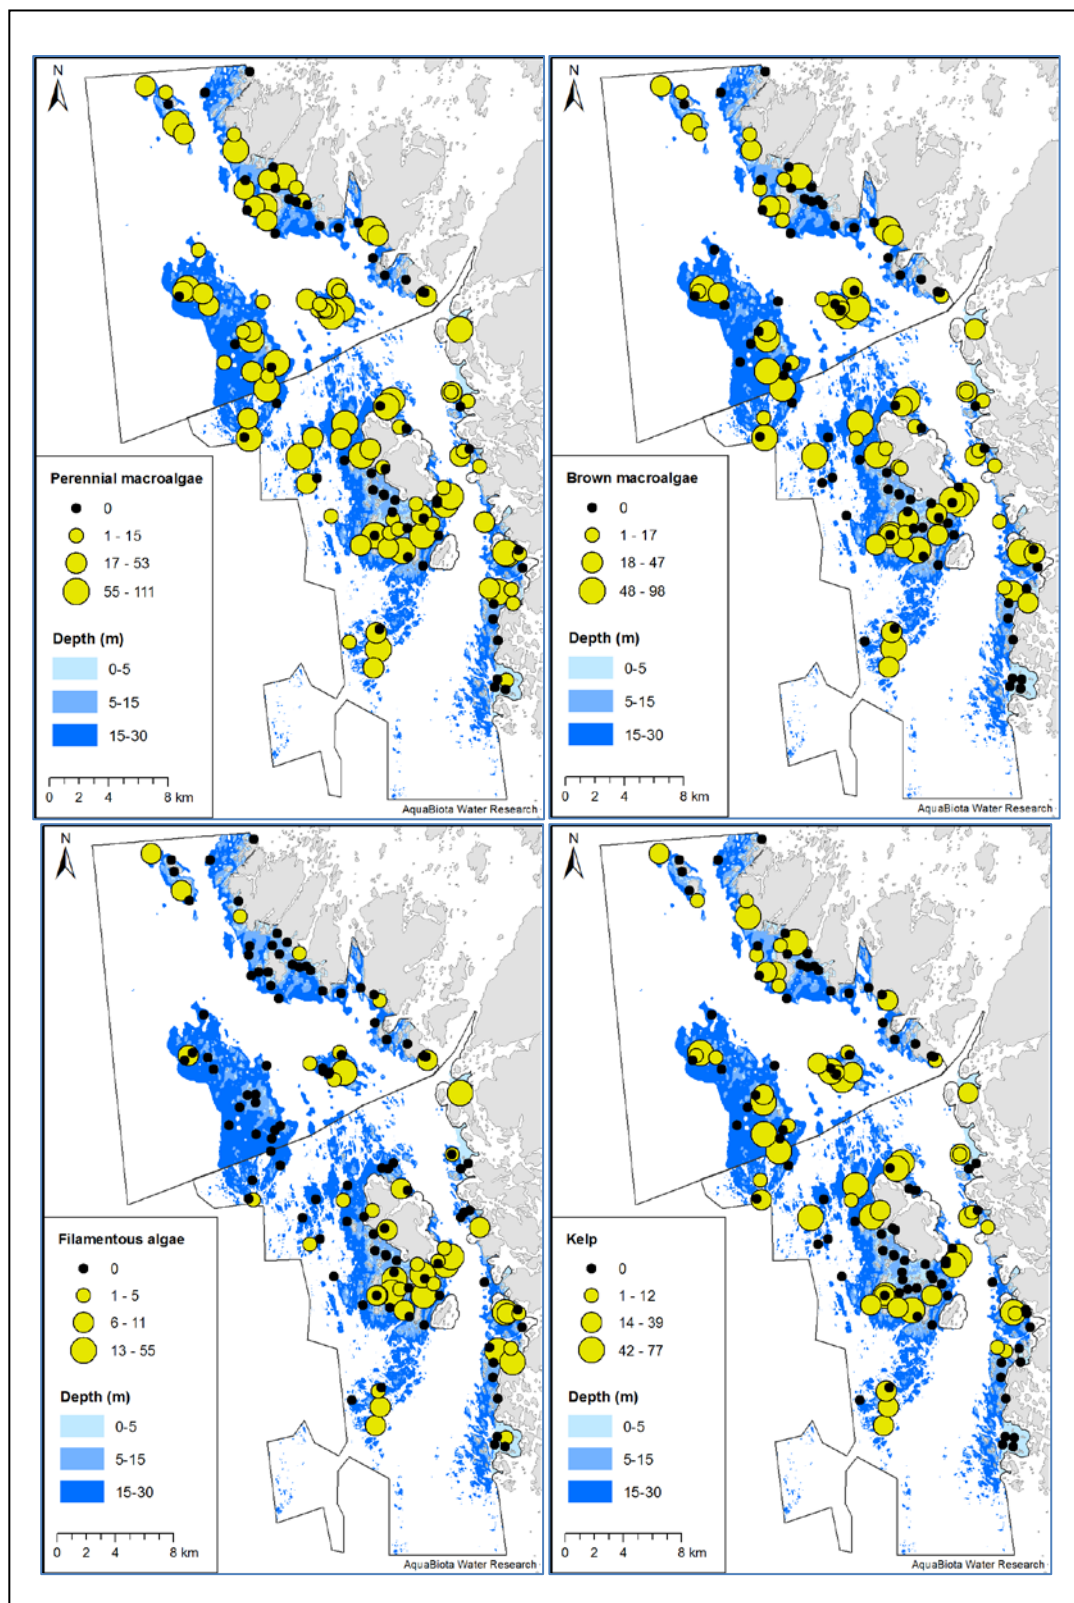 N
Perennial macroalgae
0
1 - 15
17 - 53
55 - 111
Depth (m)
0-5
5-15
15-30
0 2 4 8 km
AquaBiota Water Research
N
Brown macroalgae
0
1 - 17
18 - 47
48 - 98
Depth (m)
0-5
5-15
15-30
0 2 4 8 km
AquaBiota Water Research
N
Filamentous algae
0
1 - 5
6 - 11
13 - 55
Depth (m)
0-5
5-15
15-30
0 2 4 8 km
AquaBiota Water Research
N
Kelp
0
1 - 12
14 - 39
42 - 77
Depth (m)
0-5
5-15
15-30
0 2 4 8 km
AquaBiota Water Research